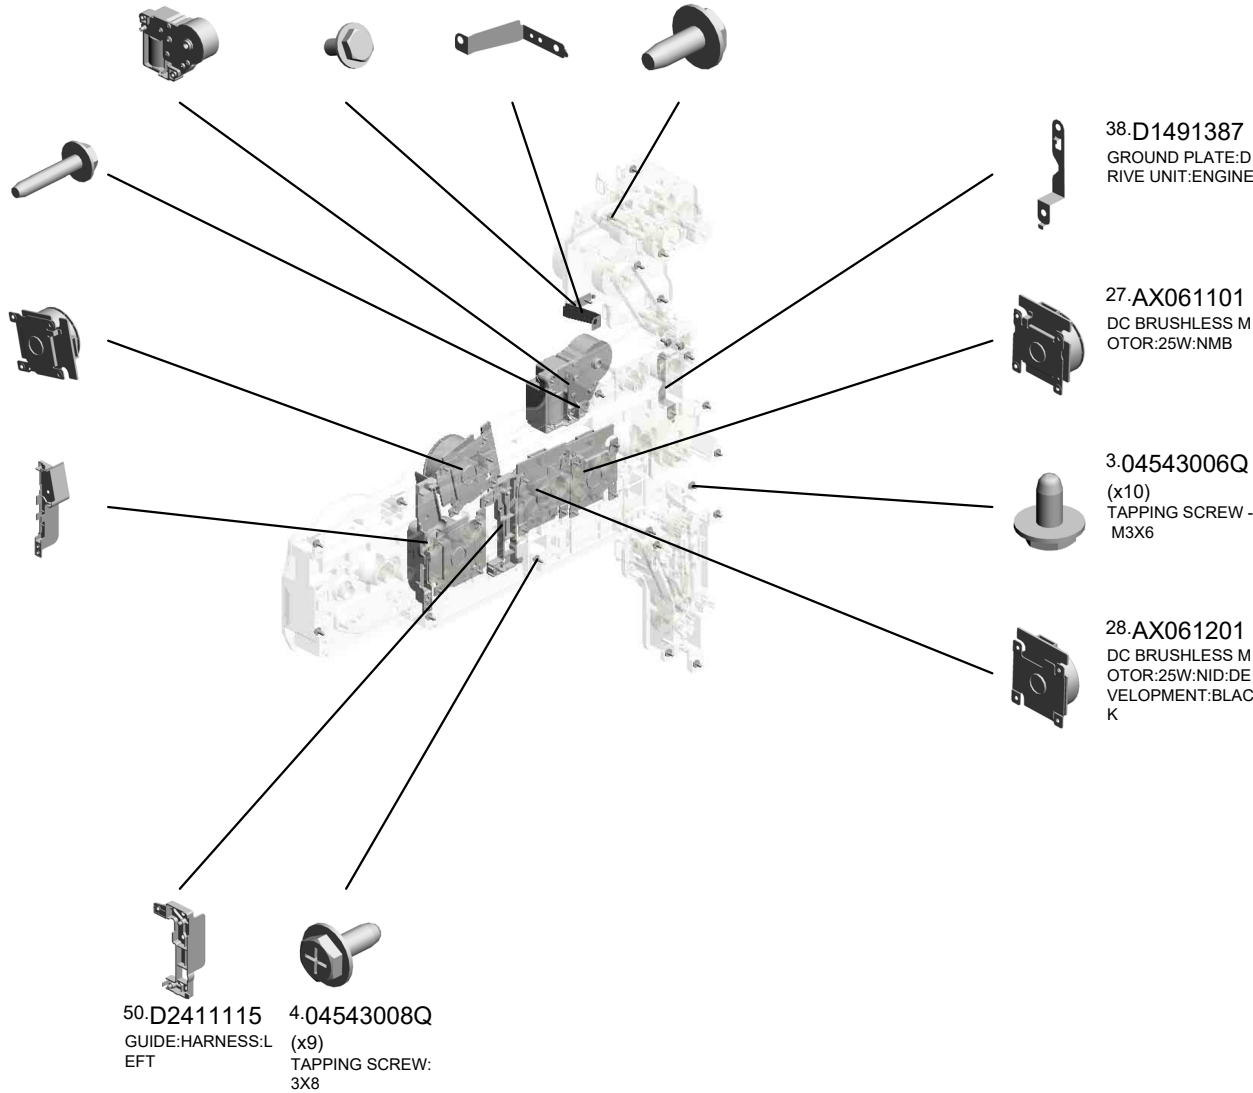 38.D1491387
GROUND PLATE:D
RIVE UNIT:ENGINE
27.AX061101
DC BRUSHLESS M
OTOR:25W:NMB
3.04543006Q
(x10)
TAPPING SCREW -
M3X6
28.AX061201
DC BRUSHLESS M
OTOR:25W:NID:DE
VELOPMENT:BLAC
K
50.D2411115
GUIDE:HARNESS:L
EFT
4.04543008Q
(x9)
TAPPING SCREW:
3X8